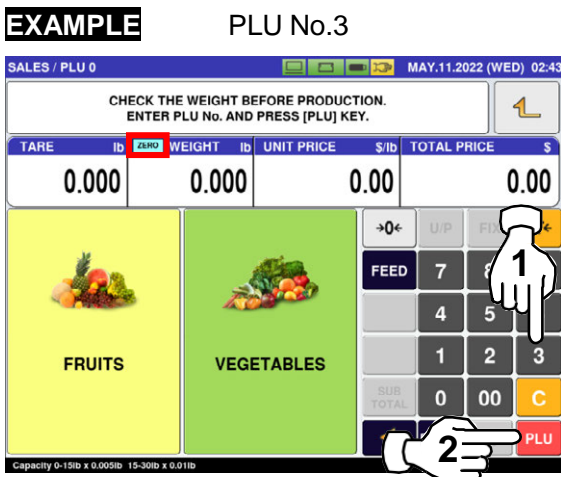 EXAMPLE PLU No.3
SALES / PLU 0 MAY.11.2022 (WED) 02:43
CHECK THE WEIGHT BEFORE PRODUCTION.
ENTER PLU No. AND PRESS [PLU] KEY.
TARE lb ZERO WEIGHT lb UNIT PRICE $/lb TOTAL PRICE $
0.000 0.000 0.00 0.00
→0← U/P FIX
FEED 7 8 1
4 5
FRUITS VEGETABLES 1 2 3
SUB TOTAL 0 00 C
2 PLU
Capacity 0-15lb x 0.005lb 15-30lb x 0.01lb